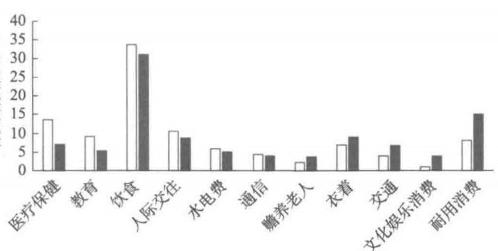 40
35
30
25
20
15
10
5
0
医疗保健
教育
饮食
人际交往
水电费
通信
赡养老人
衣着
交通
文化娱乐消费
耐用消费